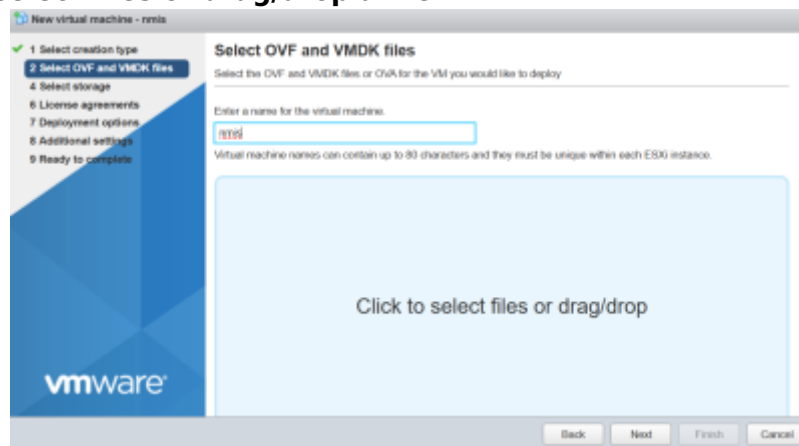 New virtual machine - nmis
1 Select creation type
2 Select OVF and VMDK files
4 Select storage
6 License agreements
7 Deployment options
8 Additional settings
9 Ready to complete
Select OVF and VMDK files
Select the OVF and VMDK files or OVA for the VM you would like to deploy
Enter a name for the virtual machine.
nmis
Virtual machine names can contain up to 80 characters and they must be unique within each ESXi instance.
Click to select files or drag/drop
vmware
Back Next Finish Cancel